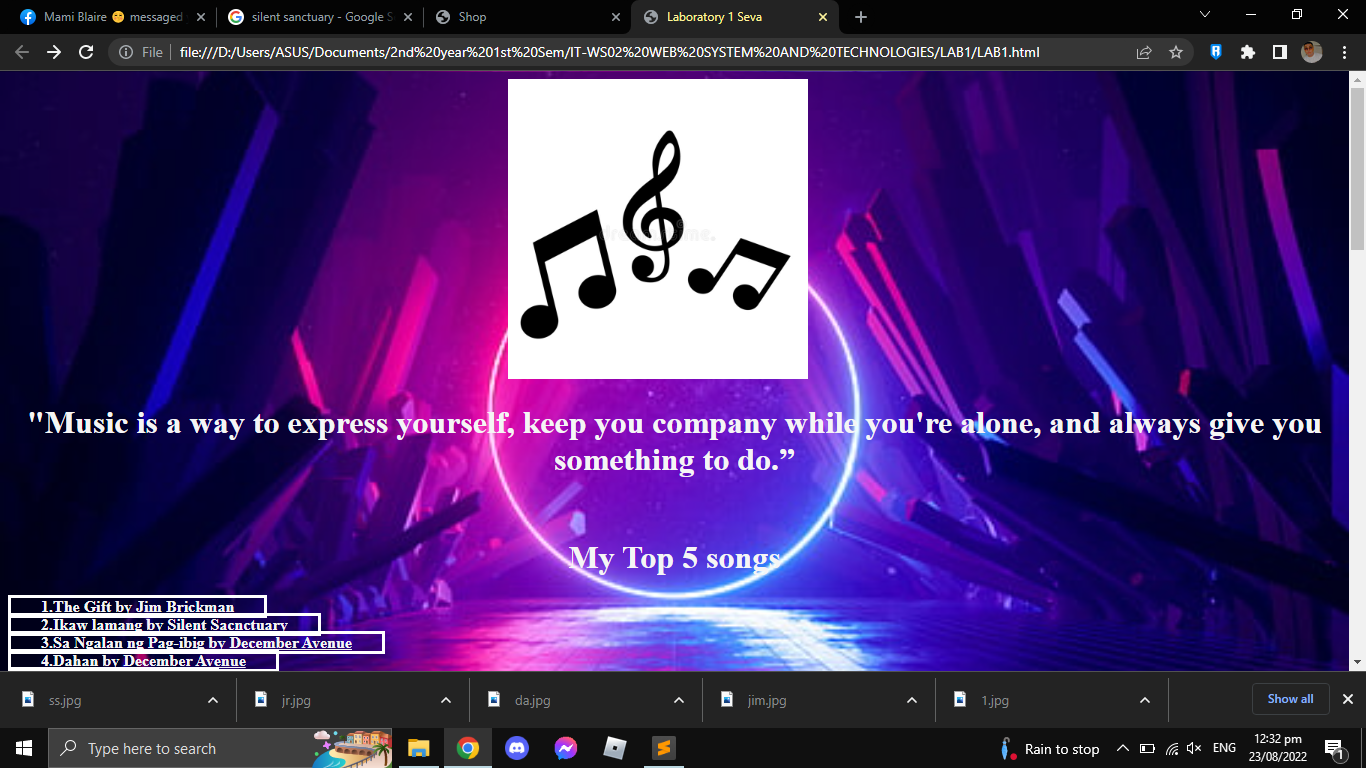 Mami Blaire 🤭 messaged
silent sanctuary - Google S
Shop
Laboratory 1 Seva
File
file:///D:/Users/ASUS/Documents/2nd%20year%201st%20Sem/IT-WS02%20WEB%20SYSTEM%20AND%20TECHNOLOGIES/LAB1/LAB1.html
"Music is a way to express yourself, keep you company while you're alone, and always give you
something to do.”
My Top 5 songs
1.The Gift by Jim Brickman
2.Ikaw lamang by Silent Sacnctuary
3.Sa Ngalan ng Pag-ibig by December Avenue
4.Dahan by December Avenue
ss.jpg
jr.jpg
da.jpg
jim.jpg
1.jpg
Show all
Type here to search
Rain to stop
ENG
12:32 pm
23/08/2022
1